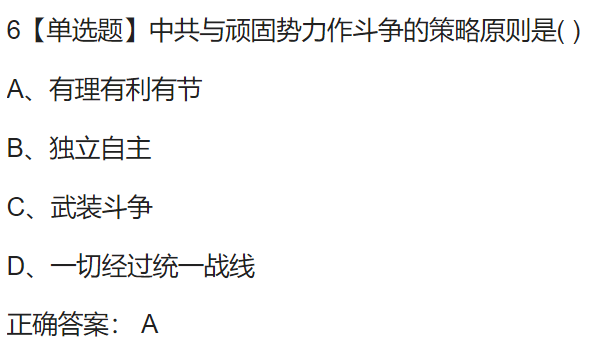 6【单选题】中共与顽固势力作斗争的策略原则是( )
A、有理有利有节
B、独立自主
C、武装斗争
D、一切经过统一战线
正确答案： A